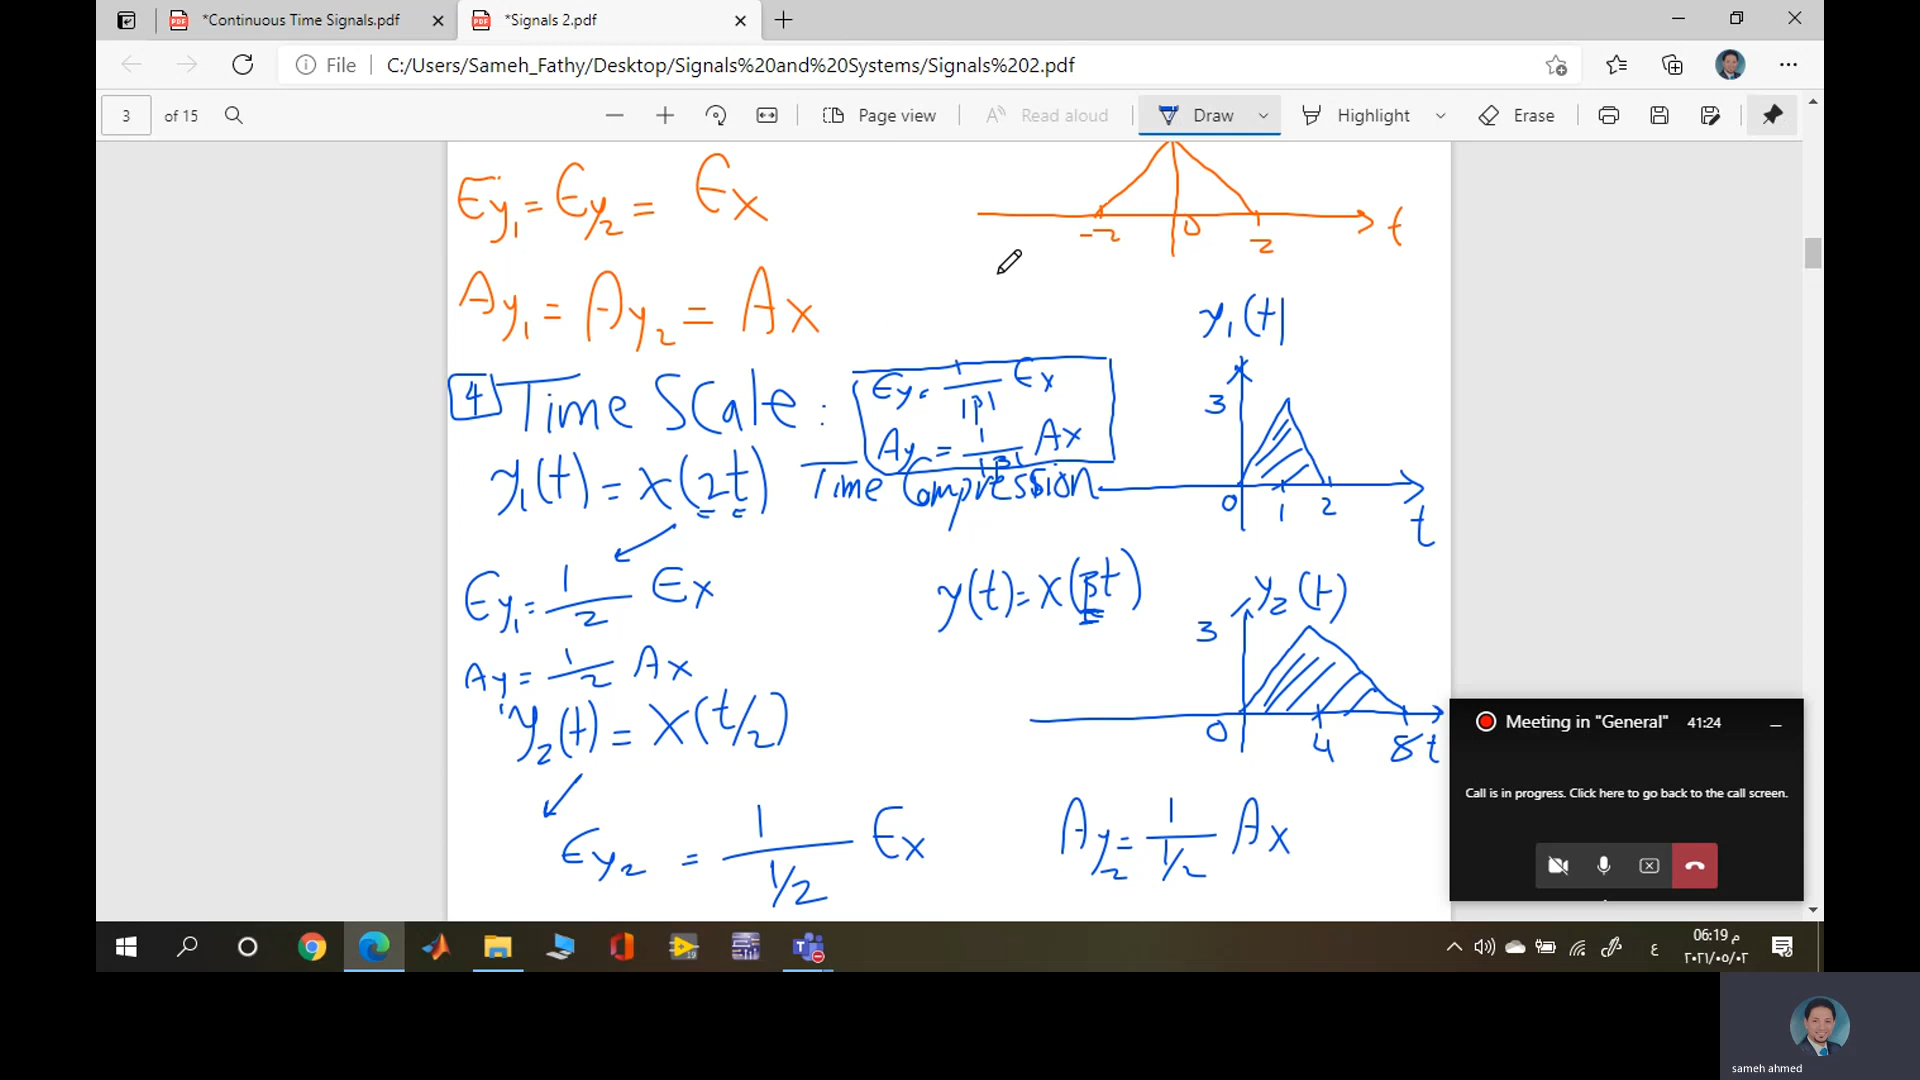 *Continuous Time Signals.pdf
*Signals 2.pdf
File
C:/Users/Sameh_Fathy/Desktop/Signals%20and%20Systems/Signals%202.pdf
3 of 15
Page view
Read aloud
Draw
Highlight
Erase
Ey1 = Ey2 = Ex
-2 0 2 t
Ay1 = Ay2 = Ax
y1(t)
4 Time Scale :
Ey = 1/|β| Ex
Ay = 1/|β| Ax
3
0 1 2 t
y1(t) = x(2t) Time Compression
Ey1 = 1/2 Ex
y(t) = x(βt)
y2(t)
3
Ay1 = 1/2 Ax
y2(t) = x(t/2)
0 4 8 t
Ey2 = 1/1/2 Ex
Ay2 = 1/1/2 Ax
Meeting in "General" 41:24
Call is in progress. Click here to go back to the call screen.
19
ع
06:19 م
٢٠٢١/٠٥/٠٢
sameh ahmed